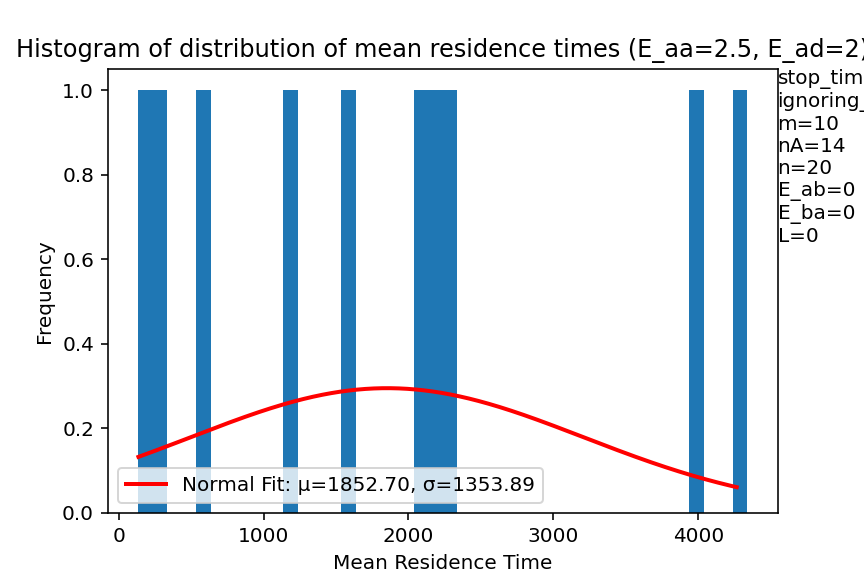 Histogram of distribution of mean residence times (E_aa=2.5, E_ad=2)
stop_tim
ignoring_
m=10
nA=14
n=20
E_ab=0
E_ba=0
L=0
1.0
0.8
0.6
0.4
0.2
0.0
Frequency
Normal Fit: μ=1852.70, σ=1353.89
0 1000 2000 3000 4000
Mean Residence Time